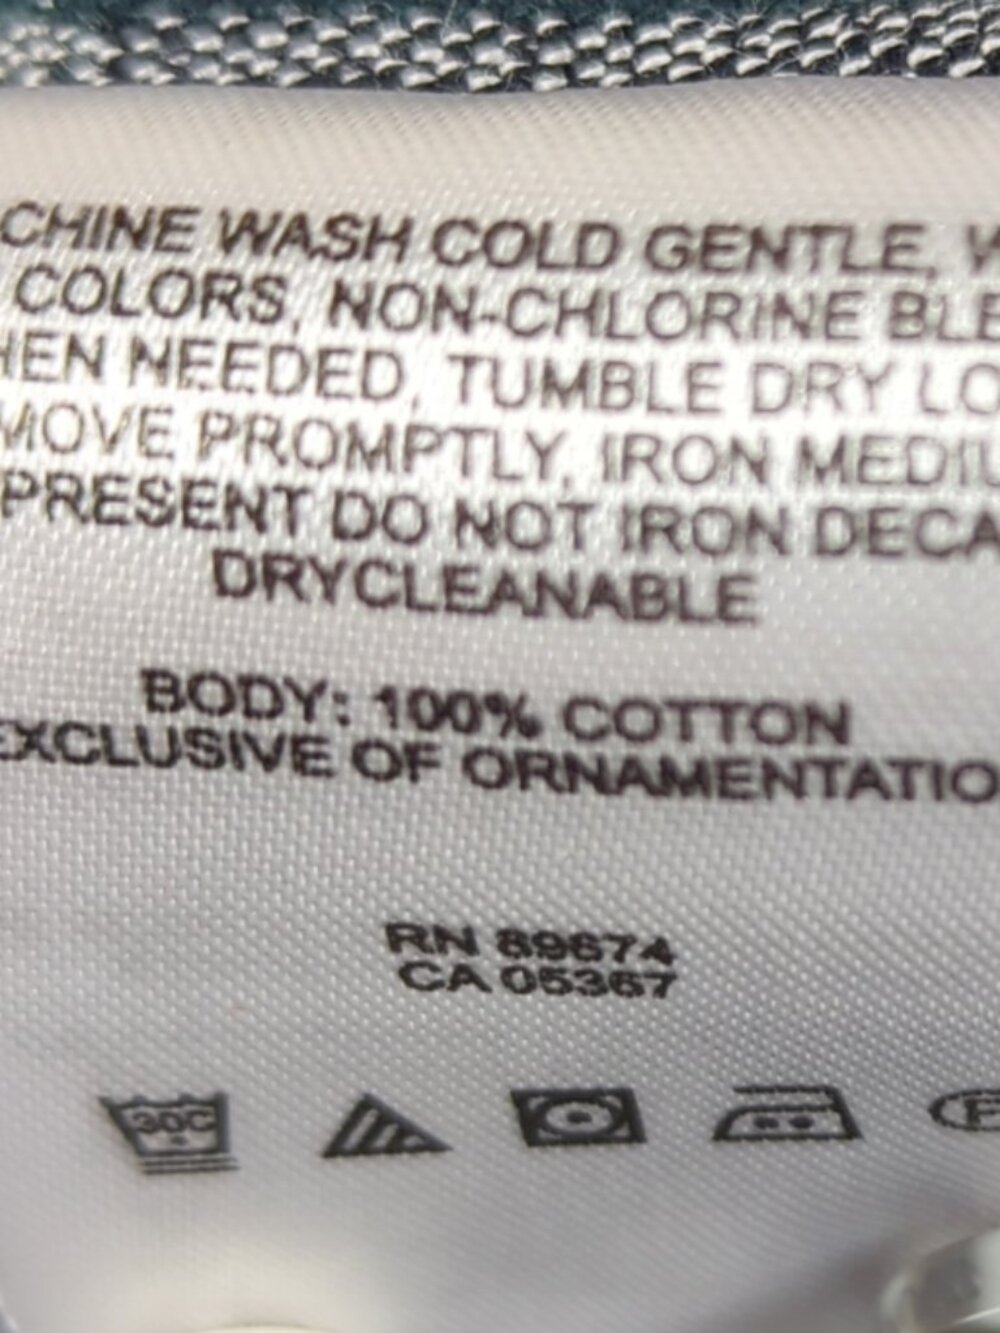 CHINE WASH COLD GENTLE, W
COLORS, NON-CHLORINE BLE
HEN NEEDED, TUMBLE DRY LO
MOVE PROMPTLY, IRON MEDIU
PRESENT DO NOT IRON DECA
DRYCLEANABLE
BODY: 100% COTTON
EXCLUSIVE OF ORNAMENTATIO
RN 89674
CA 05367
30C